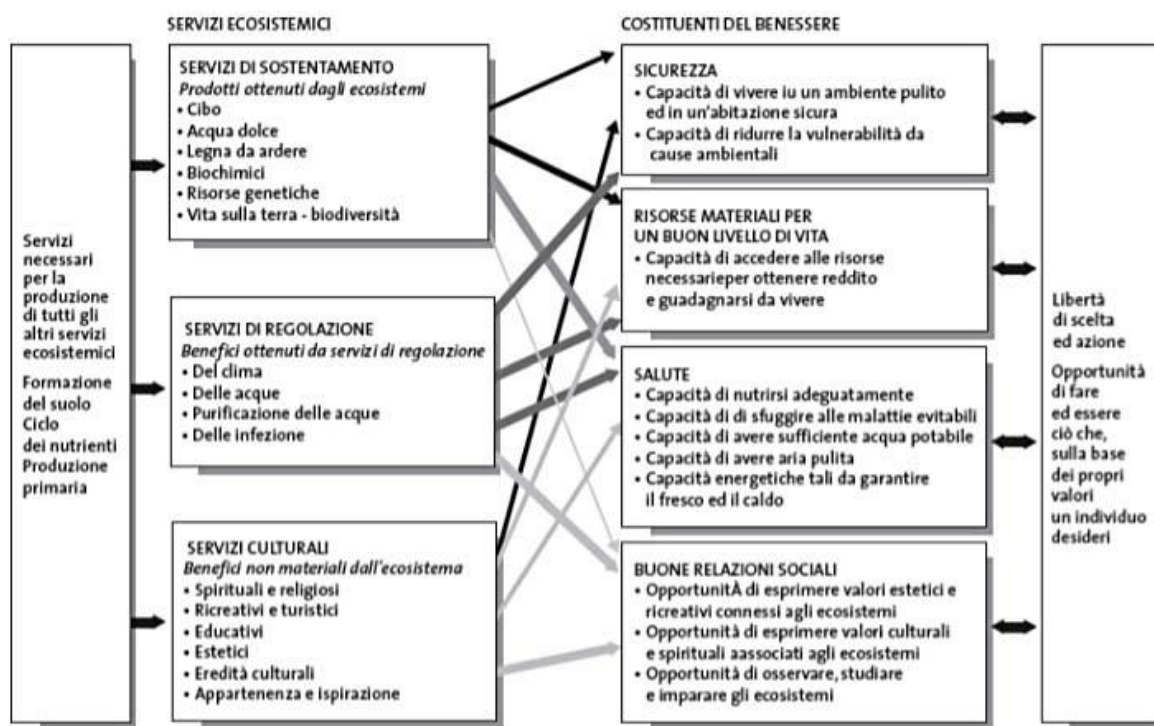 SERVIZI ECOSISTEMICI
COSTITUENTI DEL BENESSERE
Servizi
necessari
per la
produzione
di tutti gli
altri servizi
ecosistemici
Formazione
del suolo
Ciclo
dei nutrienti
Produzione
primaria
SERVIZI DI SOSTENTAMENTO
Prodotti ottenuti dagli ecosistemi
• Cibo
• Acqua dolce
• Legna da ardere
• Biochimici
• Risorse genetiche
• Vita sulla terra - biodiversità
SERVIZI DI REGOLAZIONE
Benefici ottenuti da servizi di regolazione
• Del clima
• Delle acque
• Purificazione delle acque
• Delle infezione
SERVIZI CULTURALI
Benefici non materiali dall'ecosistema
• Spirituali e religiosi
• Ricreativi e turistici
• Educativi
• Estetici
• Eredità culturali
• Appartenenza e ispirazione
SICUREZZA
• Capacità di vivere iu un ambiente pulito
ed in un'abitazione sicura
• Capacità di ridurre la vulnerabilità da
cause ambientali
RISORSE MATERIALI PER
UN BUON LIVELLO DI VITA
• Capacità di accedere alle risorse
necessarieper ottenere reddito
e guadagnarsi da vivere
SALUTE
• Capacità di nutrirsi adeguatamente
• Capacità di di sfuggire alle malattie evitabili
• Capacità di avere sufficiente acqua potabile
• Capacità di avere aria pulita
• Capacità energetiche tali da garantire
il fresco ed il caldo
BUONE RELAZIONI SOCIALI
• OpportunitÀ di esprimere valori estetici e
ricreativi connessi agli ecosistemi
• Opportunità di esprimere valori culturali
e spirituali aassociati agli ecosistemi
• Opportunità di osservare, studiare
e imparare gli ecosistemi
Libertà
di scelta
ed azione
Opportunità
di fare
ed essere
ciò che,
sulla base
dei propri
valori
un individuo
desideri